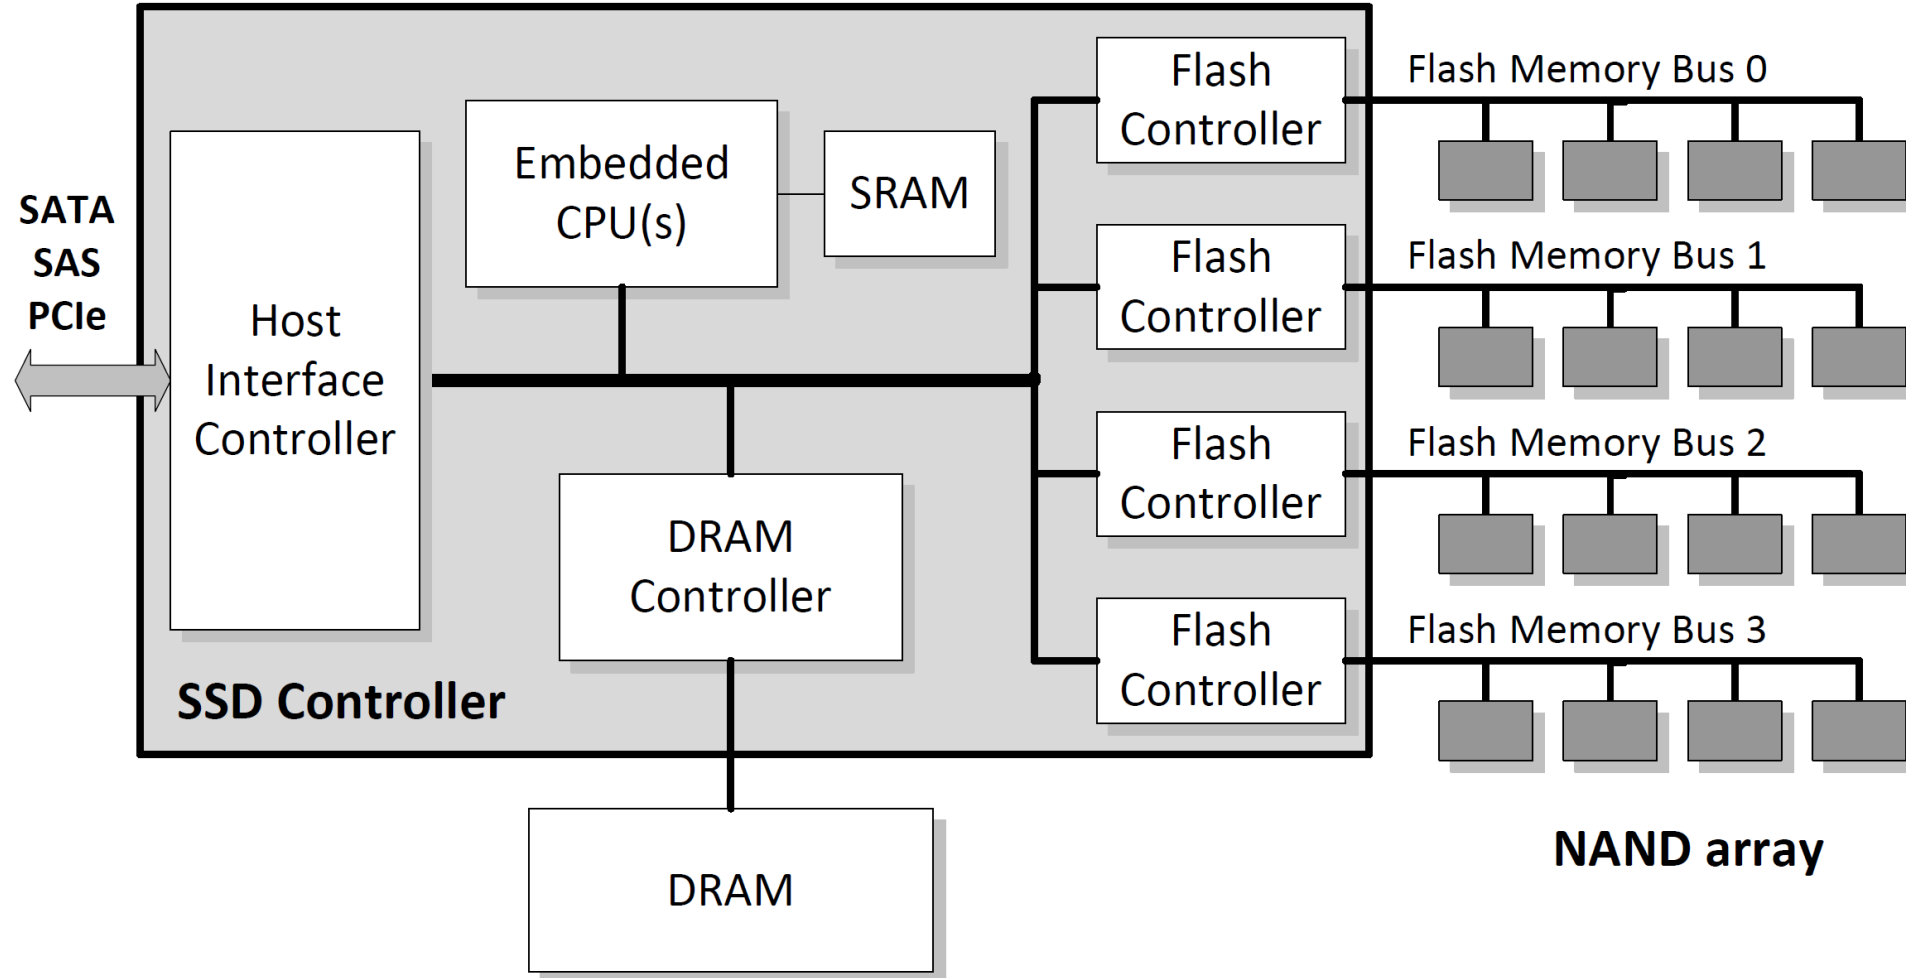 SATA
SAS
PCIe
Host
Interface
Controller
Embedded
CPU(s)
SRAM
DRAM
Controller
SSD Controller
DRAM
Flash
Controller
Flash
Controller
Flash
Controller
Flash
Controller
Flash Memory Bus 0
Flash Memory Bus 1
Flash Memory Bus 2
Flash Memory Bus 3
NAND array